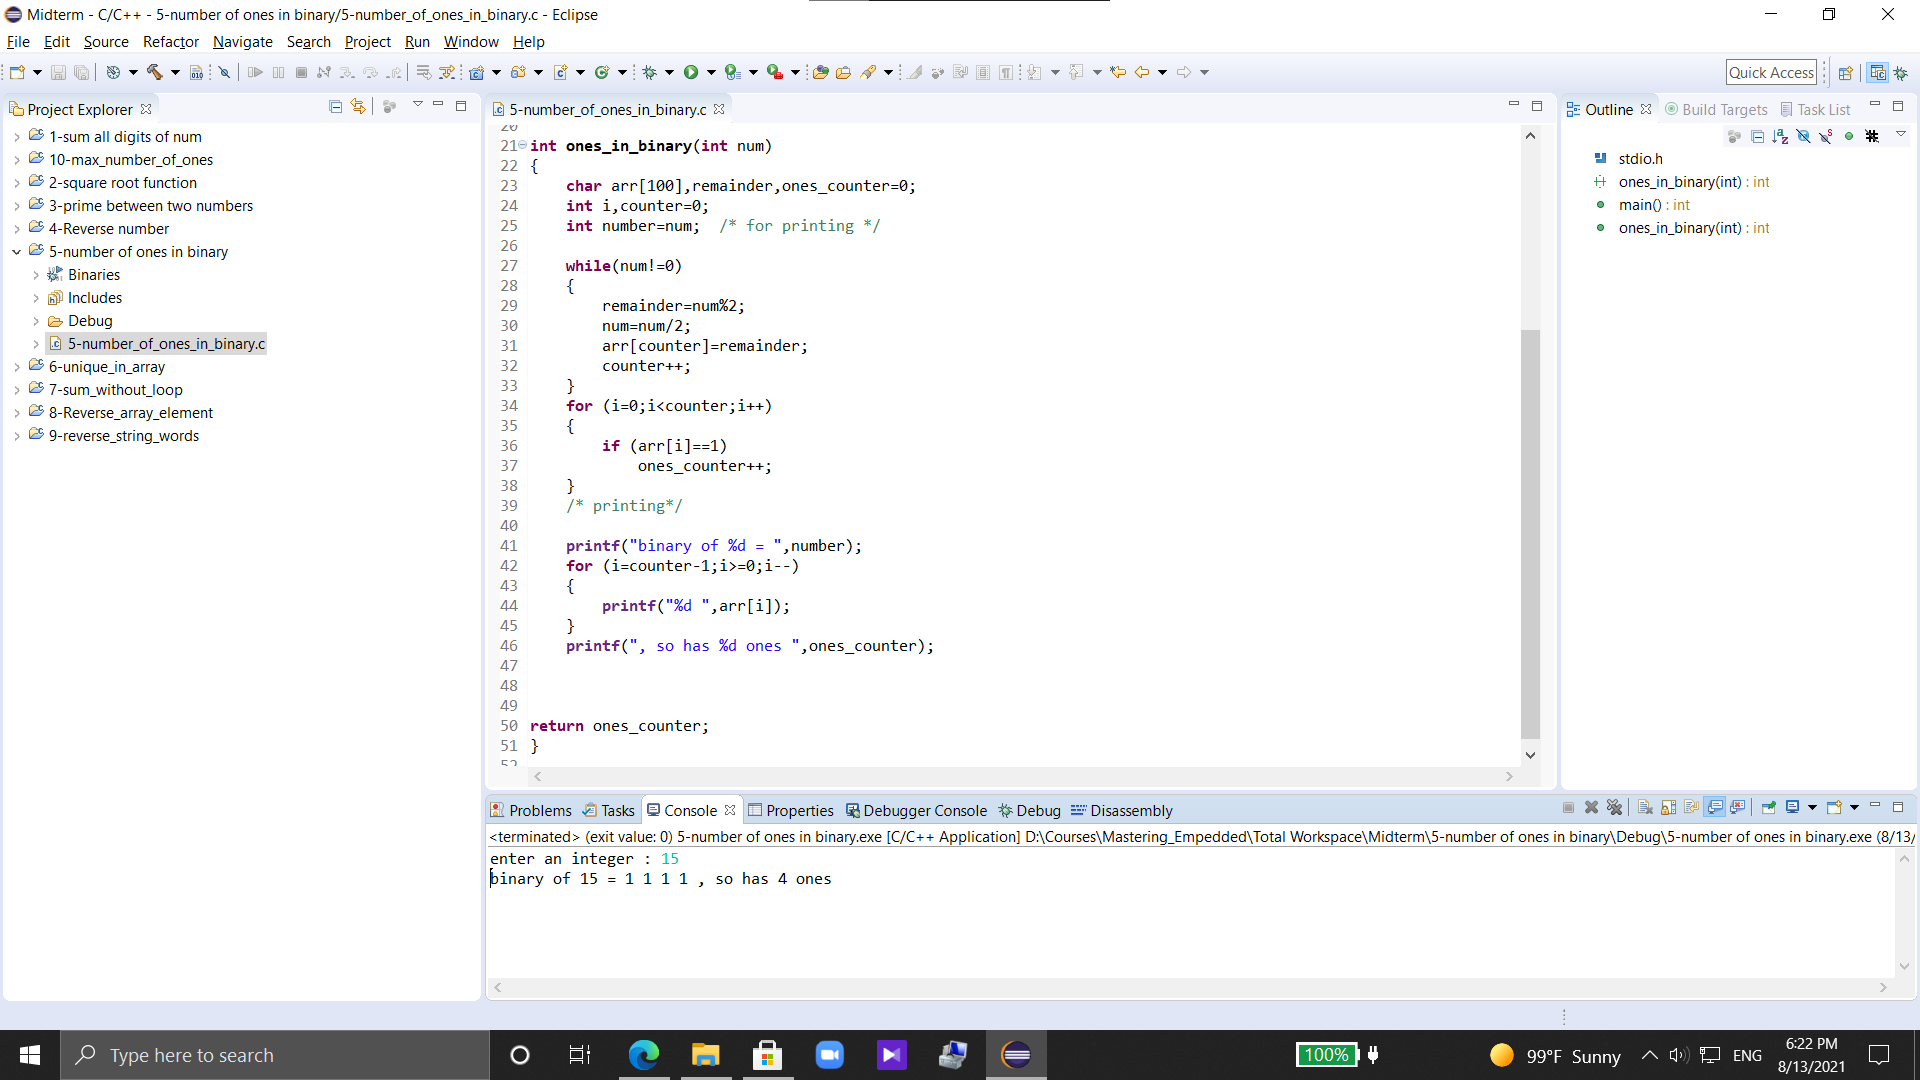 Midterm - C/C++ - 5-number of ones in binary/5-number_of_ones_in_binary.c - Eclipse
File Edit Source Refactor Navigate Search Project Run Window Help
Quick Access
Project Explorer
1-sum all digits of num
10-max_number_of_ones
2-square root function
3-prime between two numbers
4-Reverse number
5-number of ones in binary
Binaries
Includes
Debug
5-number_of_ones_in_binary.c
6-unique_in_array
7-sum_without_loop
8-Reverse_array_element
9-reverse_string_words
5-number_of_ones_in_binary.c
20
21 int ones_in_binary(int num)
22 {
23 char arr[100],remainder,ones_counter=0;
24 int i,counter=0;
25 int number=num; /* for printing */
26
27 while(num!=0)
28 {
29 remainder=num%2;
30 num=num/2;
31 arr[counter]=remainder;
32 counter++;
33 }
34 for (i=0;i<counter;i++)
35 {
36 if (arr[i]==1)
37 ones_counter++;
38 }
39 /* printing*/
40
41 printf("binary of %d = ",number);
42 for (i=counter-1;i>=0;i--)
43 {
44 printf("%d ",arr[i]);
45 }
46 printf(", so has %d ones ",ones_counter);
47
48
49
50 return ones_counter;
51 }
52
Outline Build Targets Task List
stdio.h
ones_in_binary(int) : int
main() : int
ones_in_binary(int) : int
Problems Tasks Console Properties Debugger Console Debug Disassembly
<terminated> (exit value: 0) 5-number of ones in binary.exe [C/C++ Application] D:\Courses\Mastering_Empedded\Total Workspace\Midterm\5-number of ones in binary\Debug\5-number of ones in binary.exe (8/13/
enter an integer : 15
binary of 15 = 1 1 1 1 , so has 4 ones
Type here to search
100%
99°F Sunny
ENG
6:22 PM
8/13/2021